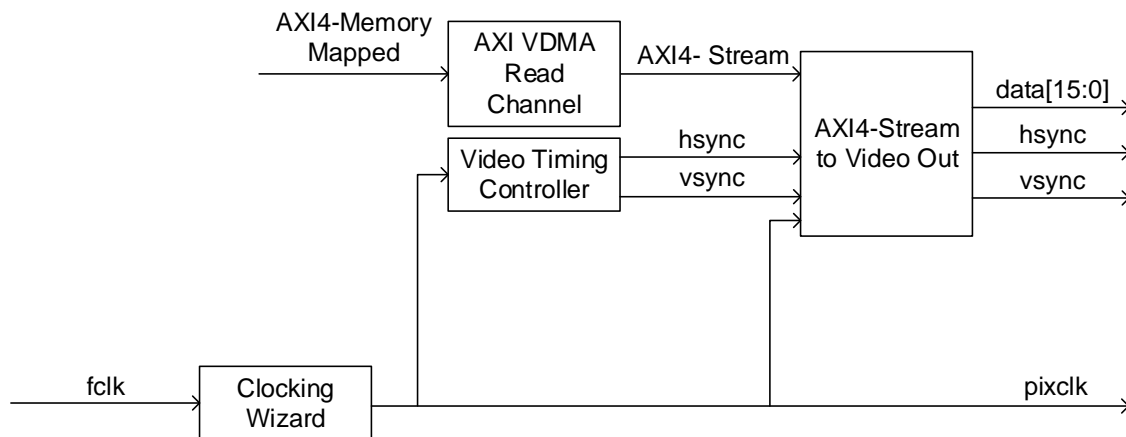 AXI4-Memory
Mapped
AXI VDMA
Read
Channel
AXI4- Stream
Video Timing
Controller
hsync
vsync
AXI4-Stream
to Video Out
data[15:0]
hsync
vsync
fclk
Clocking
Wizard
pixclk